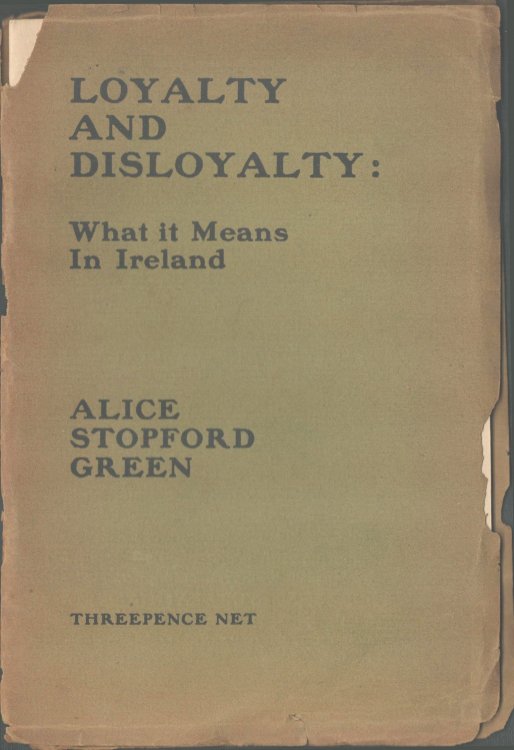 LOYALTY
AND
DISLOYALTY:
What it Means
In Ireland
ALICE
STOPFORD
GREEN
THREEPENCE NET